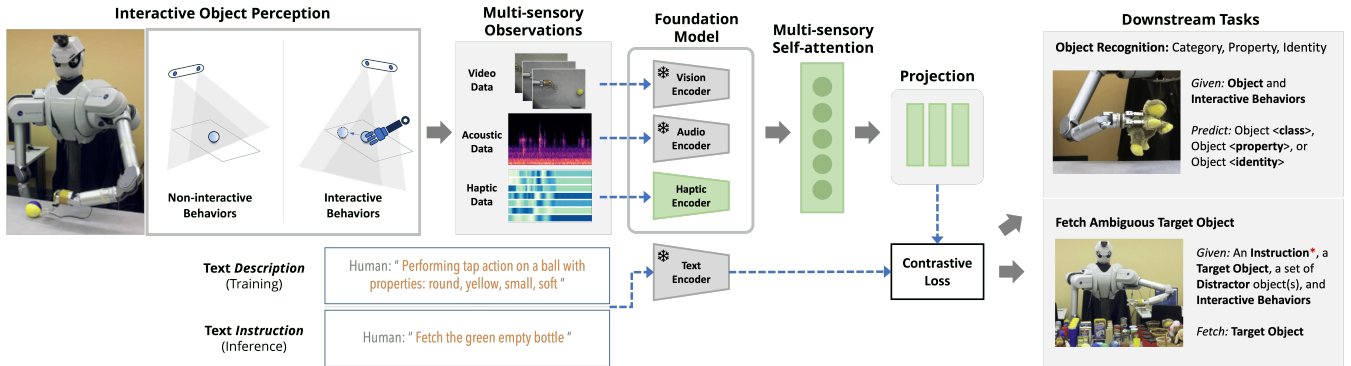 Interactive Object Perception
Non-interactive
Behaviors
Interactive
Behaviors
Multi-sensory
Observations
Video
Data
Acoustic
Data
Haptic
Data
Foundation
Model
Vision
Encoder
Audio
Encoder
Haptic
Encoder
Multi-sensory
Self-attention
Projection
Text Description
(Training)
Human: “ Performing tap action on a ball with
properties: round, yellow, small, soft “
Text Instruction
(Inference)
Human: “ Fetch the green empty bottle “
Text
Encoder
Contrastive
Loss
Downstream Tasks
Object Recognition: Category, Property, Identity
Given: Object and
Interactive Behaviors
Predict: Object <class>,
Object <property>, or
Object <identity>
Fetch Ambiguous Target Object
Given: An Instruction*, a
Target Object, a set of
Distractor object(s), and
Interactive Behaviors
Fetch: Target Object